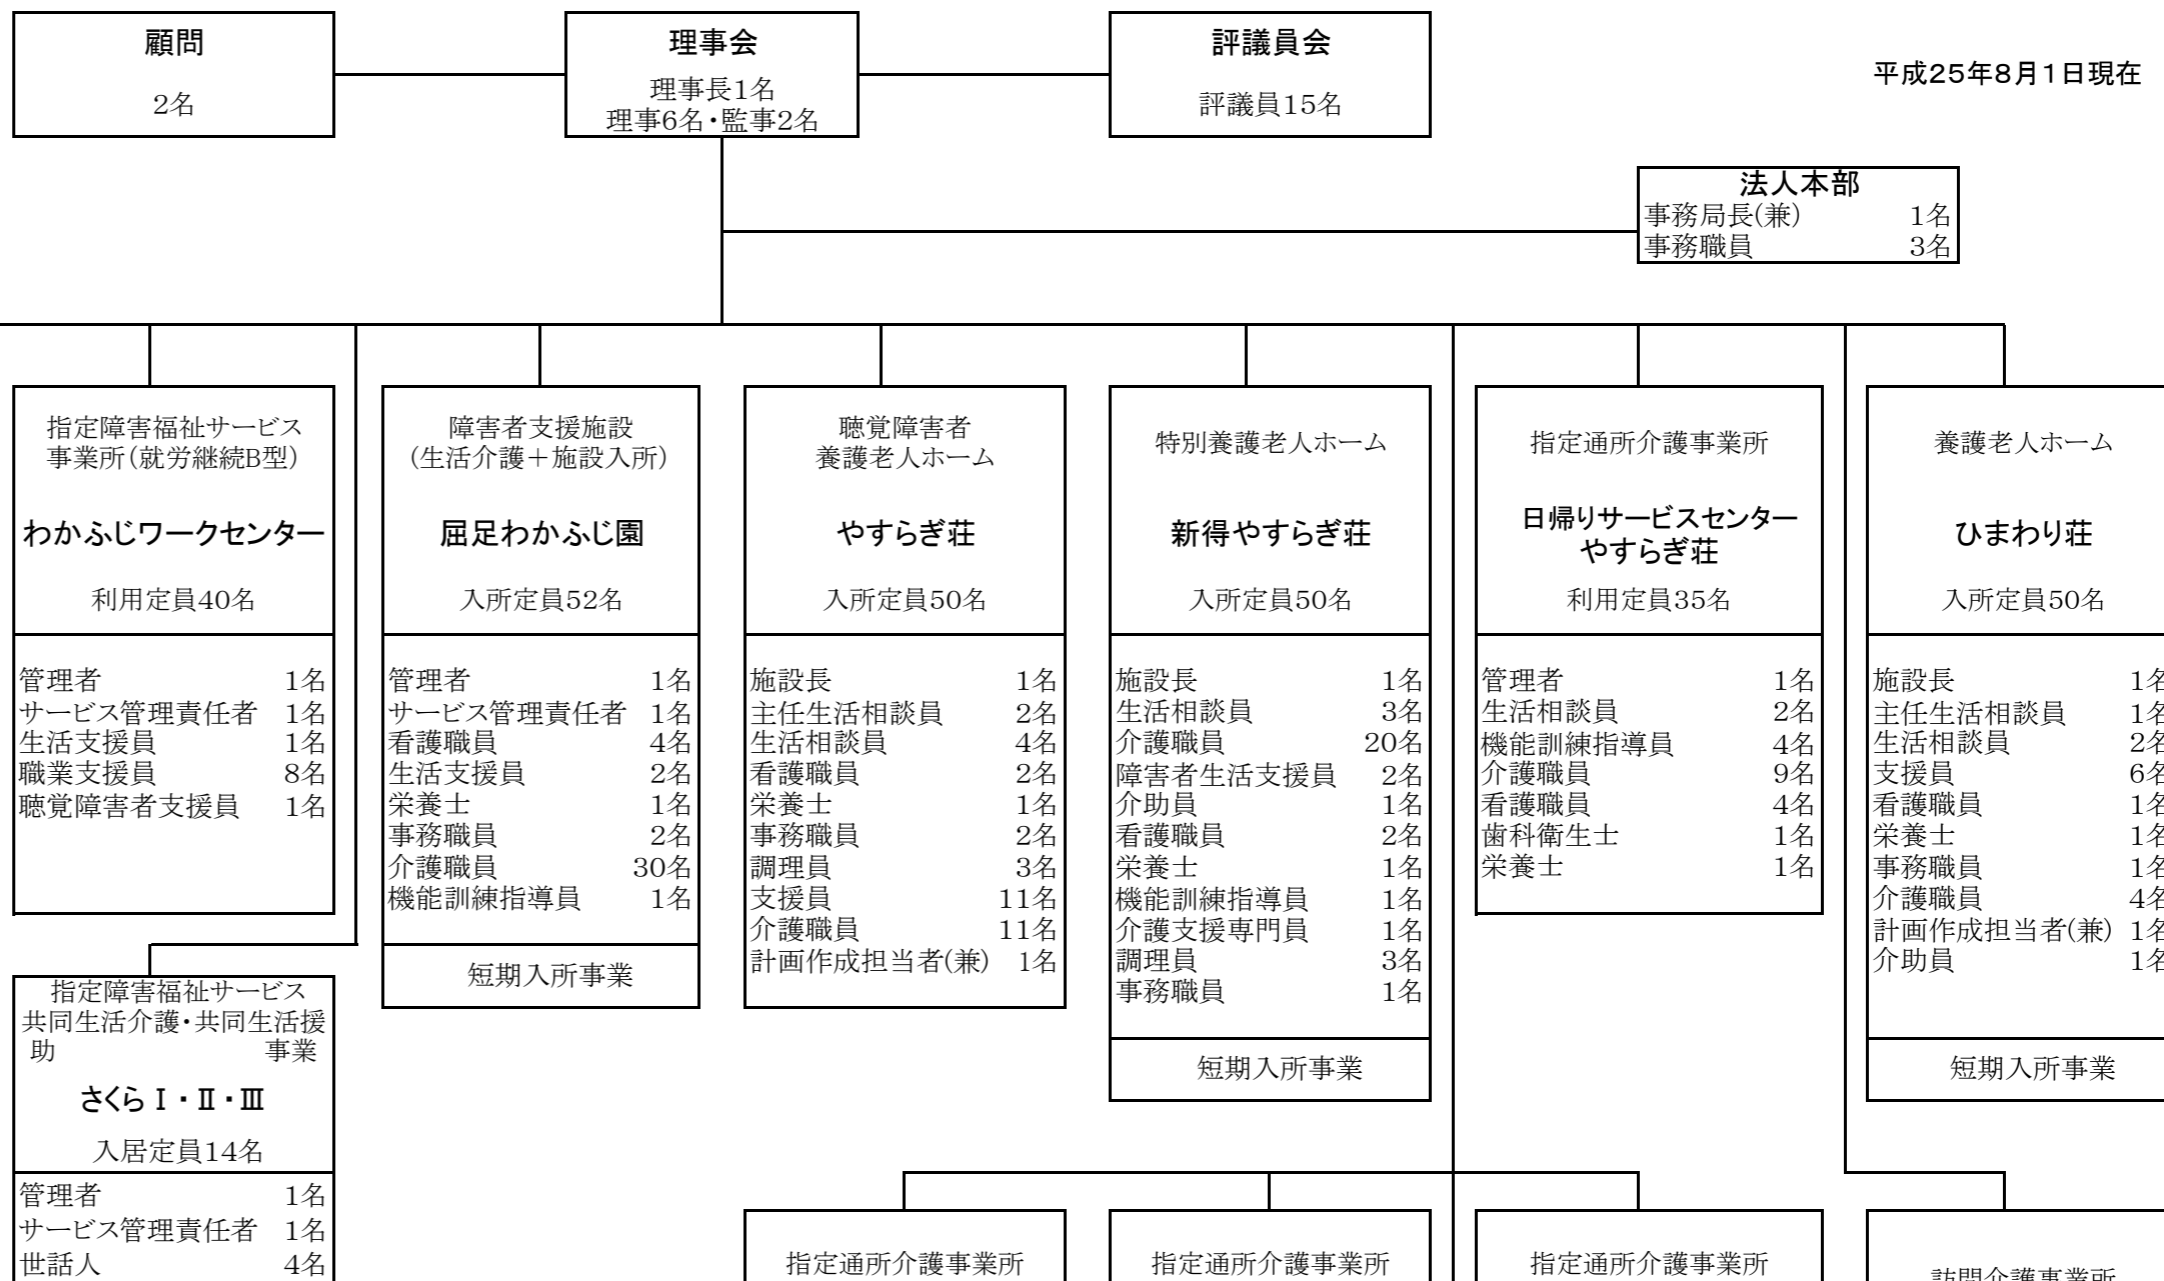 顧問
2名
理事会
理事長1名
理事6名・監事2名
評議員会
評議員15名
平成25年8月1日現在
法人本部
事務局長(兼) 1名
事務職員 3名
指定障害福祉サービス
事業所(就労継続B型)
わかふじワークセンター
利用定員40名
管理者 1名
サービス管理責任者 1名
生活支援員 1名
職業支援員 8名
聴覚障害者支援員 1名
障害者支援施設
(生活介護+施設入所)
屈足わかふじ園
入所定員52名
管理者 1名
サービス管理責任者 1名
看護職員 4名
生活支援員 2名
栄養士 1名
事務職員 2名
介護職員 30名
機能訓練指導員 1名
短期入所事業
聴覚障害者
養護老人ホーム
やすらぎ荘
入所定員50名
施設長 1名
主任生活相談員 2名
生活相談員 4名
看護職員 2名
栄養士 1名
事務職員 2名
調理員 3名
支援員 11名
介護職員 11名
計画作成担当者(兼) 1名
特別養護老人ホーム
新得やすらぎ荘
入所定員50名
施設長 1名
生活相談員 3名
介護職員 20名
障害者生活支援員 2名
介助員 1名
看護職員 2名
栄養士 1名
機能訓練指導員 1名
介護支援専門員 1名
調理員 3名
事務職員 1名
短期入所事業
指定通所介護事業所
日帰りサービスセンター
やすらぎ荘
利用定員35名
管理者 1名
生活相談員 2名
機能訓練指導員 4名
介護職員 9名
看護職員 4名
歯科衛生士 1名
栄養士 1名
養護老人ホーム
ひまわり荘
入所定員50名
施設長 1名
主任生活相談員 1名
生活相談員 2名
支援員 6名
看護職員 1名
栄養士 1名
事務職員 1名
介護職員 4名
計画作成担当者(兼) 1名
介助員 1名
短期入所事業
指定障害福祉サービス
共同生活介護・共同生活援
助 事業
さくらⅠ・Ⅱ・Ⅲ
入居定員14名
管理者 1名
サービス管理責任者 1名
世話人 4名
指定通所介護事業所
指定通所介護事業所
指定通所介護事業所
訪問介護事業所